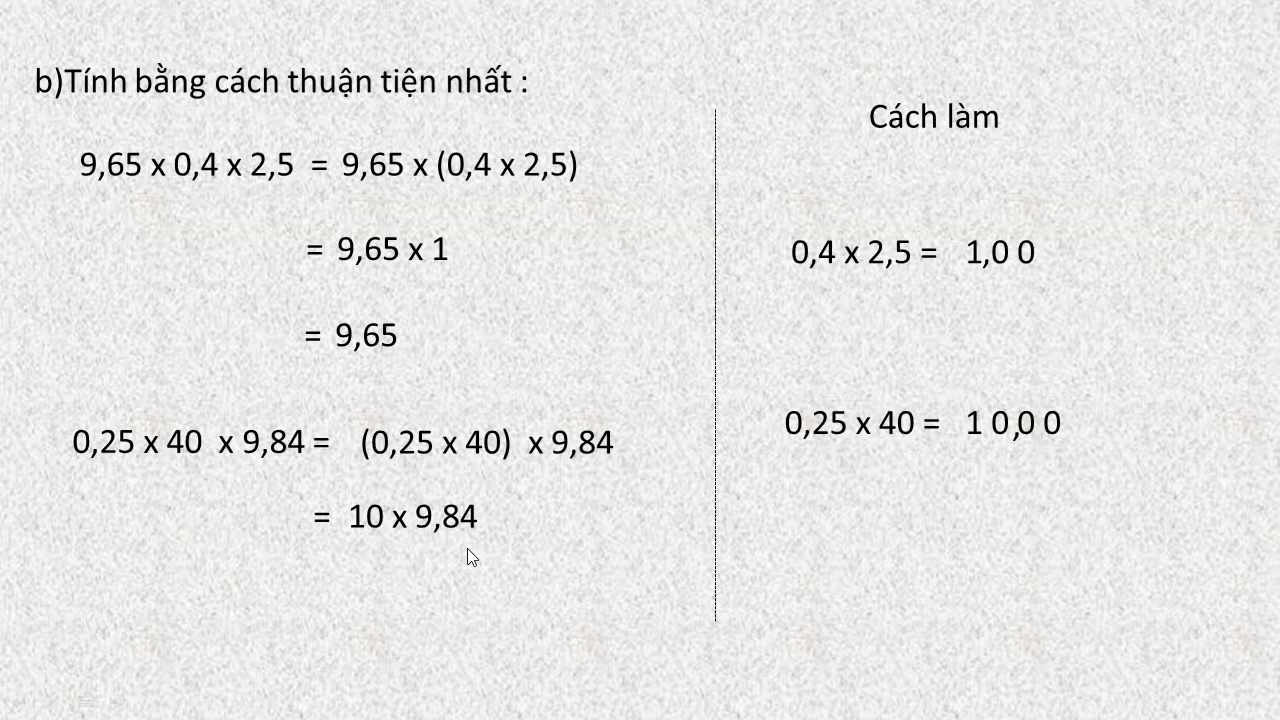 b)Tính bằng cách thuận tiện nhất :
9,65 x 0,4 x 2,5 = 9,65 x (0,4 x 2,5)
= 9,65 x 1
= 9,65
0,25 x 40 x 9,84 = (0,25 x 40) x 9,84
= 10 x 9,84
Cách làm
0,4 x 2,5 = 1,0 0
0,25 x 40 = 1 0,0 0